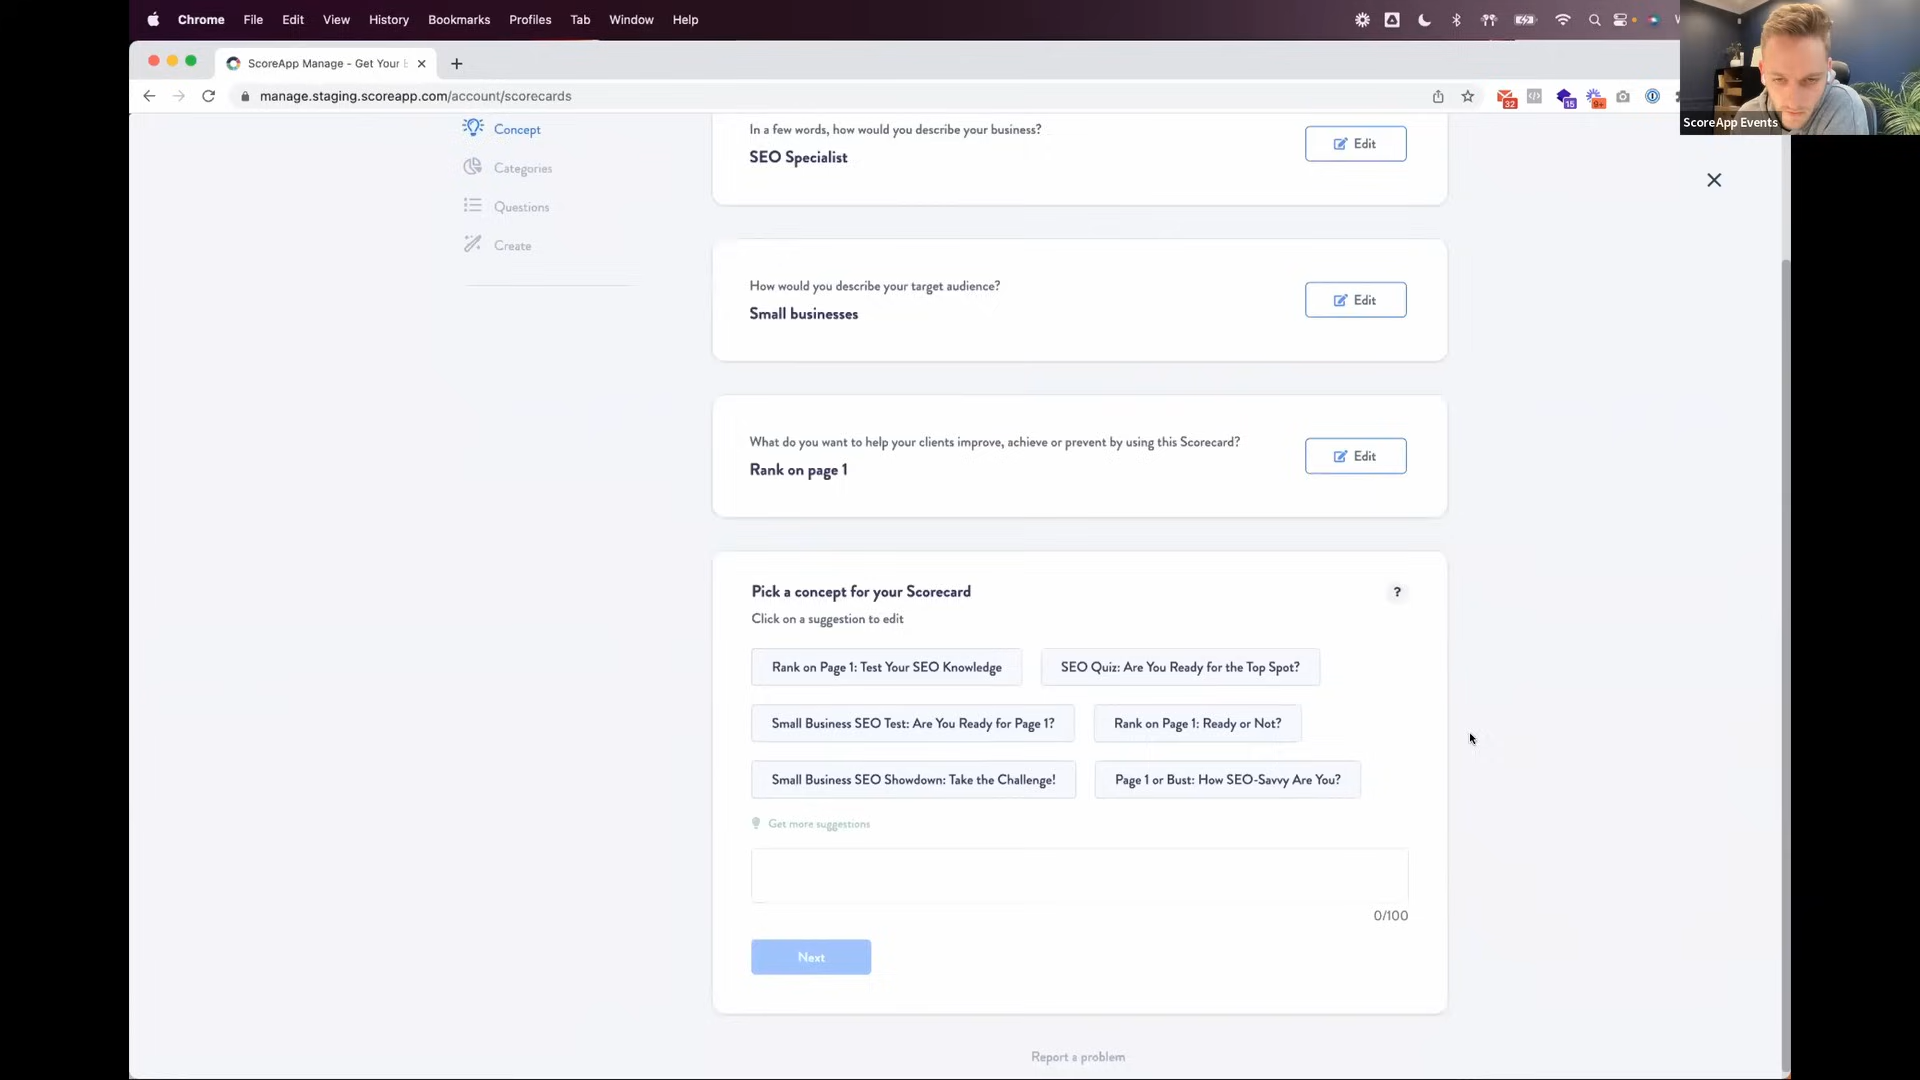 Chrome File Edit View History Bookmarks Profiles Tab Window Help
ScoreApp Manage - Get Your
manage.staging.scoreapp.com/account/scorecards
32
15
9+
ScoreApp Events
Concept
Categories
Questions
Create
In a few words, how would you describe your business?
SEO Specialist
Edit
How would you describe your target audience?
Small businesses
Edit
What do you want to help your clients improve, achieve or prevent by using this Scorecard?
Rank on page 1
Edit
Pick a concept for your Scorecard
?
Click on a suggestion to edit
Rank on Page 1: Test Your SEO Knowledge
SEO Quiz: Are You Ready for the Top Spot?
Small Business SEO Test: Are You Ready for Page 1?
Rank on Page 1: Ready or Not?
Small Business SEO Showdown: Take the Challenge!
Page 1 or Bust: How SEO-Savvy Are You?
Get more suggestions
0/100
Next
Report a problem